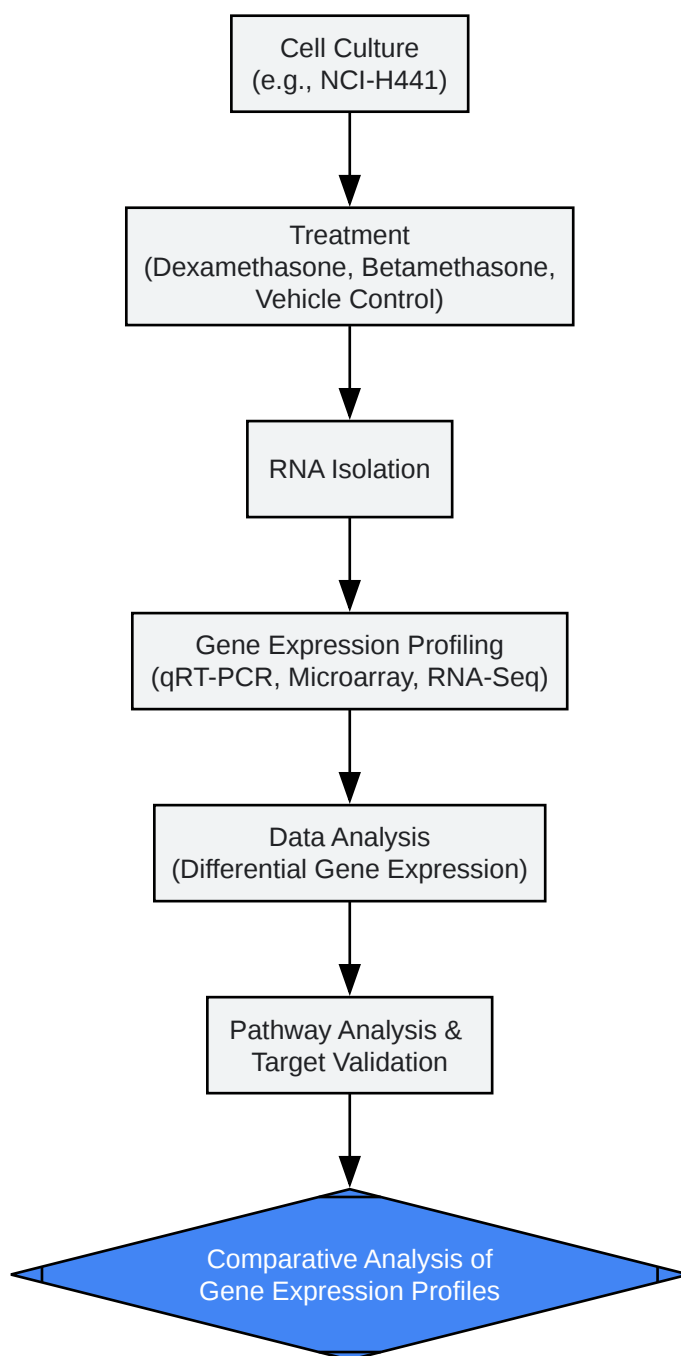 Cell Culture
(e.g., NCI-H441)
Treatment
(Dexamethasone, Betamethasone,
Vehicle Control)
RNA Isolation
Gene Expression Profiling
(qRT-PCR, Microarray, RNA-Seq)
Data Analysis
(Differential Gene Expression)
Pathway Analysis &
Target Validation
Comparative Analysis of
Gene Expression Profiles